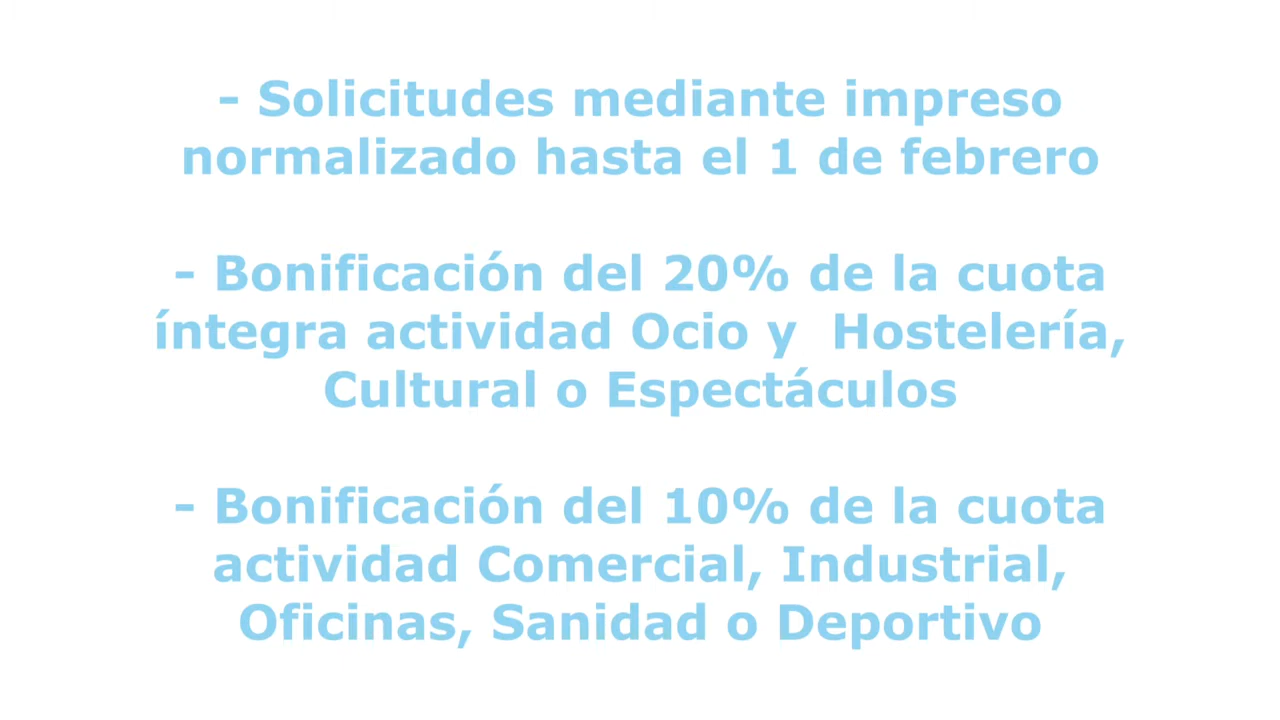 - Solicitudes mediante impreso
normalizado hasta el 1 de febrero
- Bonificación del 20% de la cuota
íntegra actividad Ocio y  Hostelería,
Cultural o Espectáculos
- Bonificación del 10% de la cuota
actividad Comercial, Industrial,
Oficinas, Sanidad o Deportivo